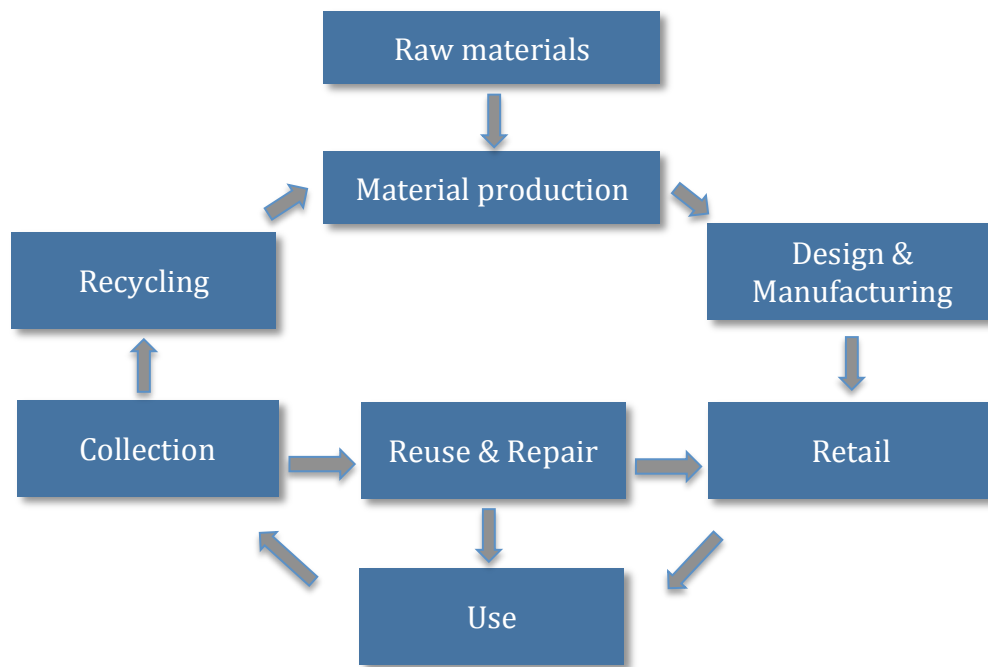 Raw materials
Material production
Recycling
Design &
Manufacturing
Collection
Reuse & Repair
Retail
Use